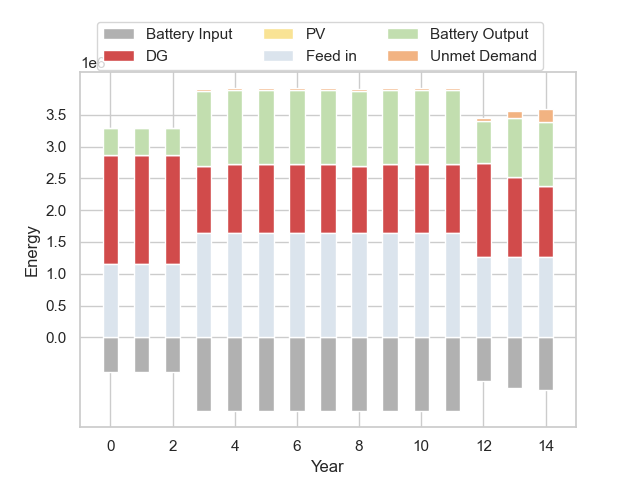 Battery Input
DG
PV
Feed in
Battery Output
Unmet Demand
1e6
3.5
3.0
2.5
2.0
1.5
1.0
0.5
0.0
Energy
0 2 4 6 8 10 12 14
Year